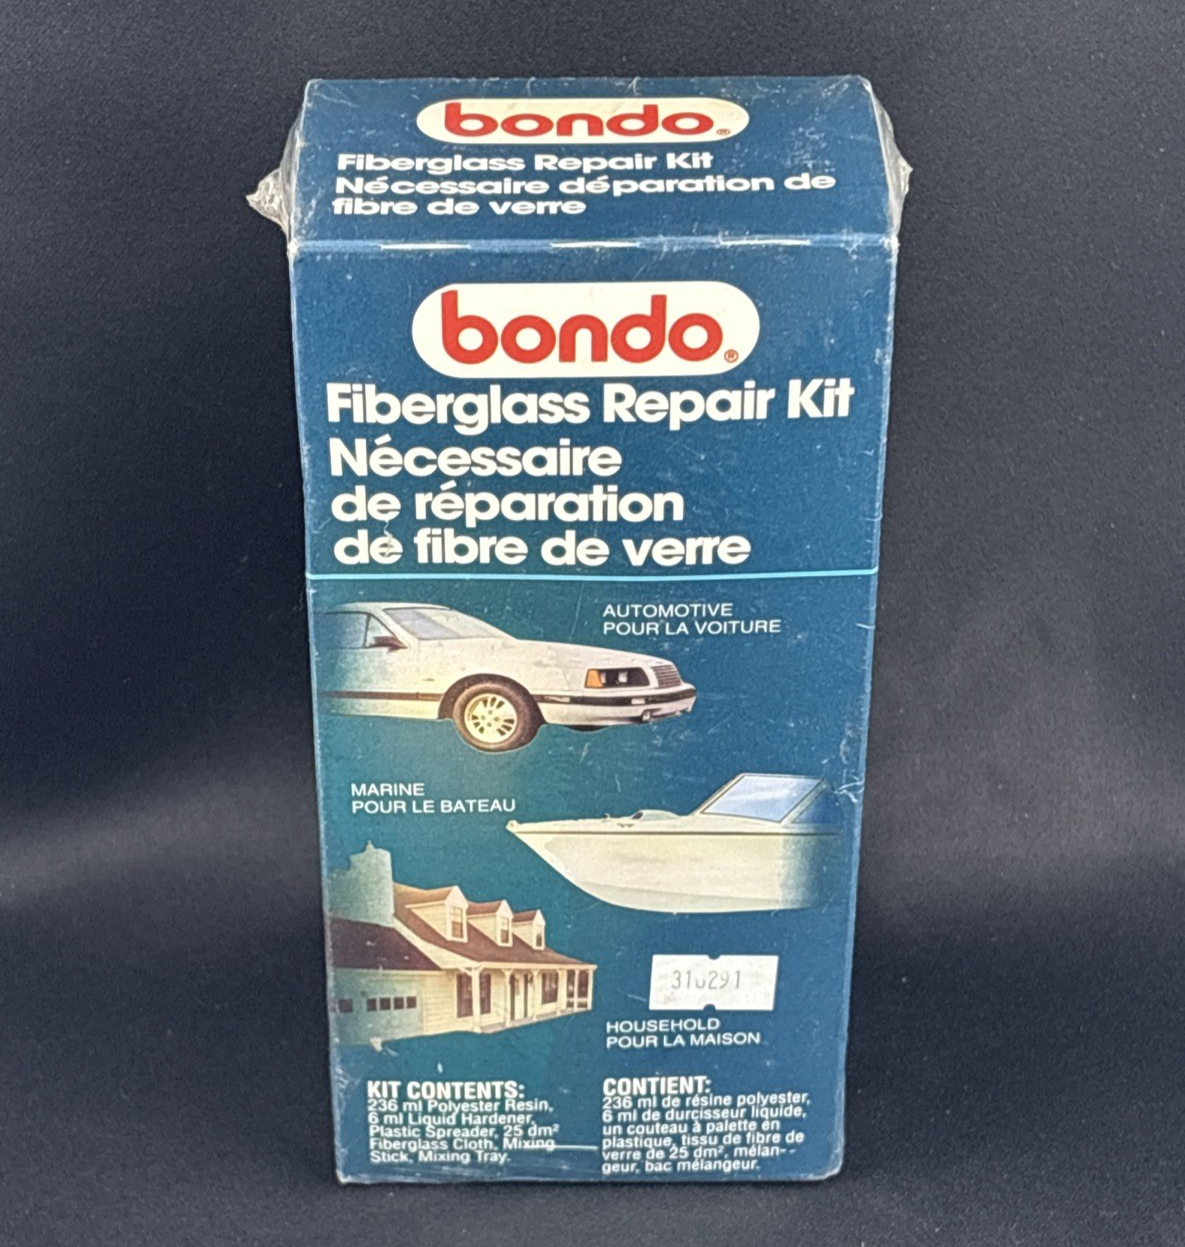 bondo®
Fiberglass Repair Kit
Nécessaire déparation de
fibre de verre
bondo®
Fiberglass Repair Kit
Nécessaire
de réparation
de fibre de verre
AUTOMOTIVE
POUR LA VOITURE
MARINE
POUR LE BATEAU
310291
HOUSEHOLD
POUR LA MAISON
KIT CONTENTS:
236 ml Polyester Resin,
6 ml Liquid Hardener,
Plastic Spreader, 25 dm²
Fiberglass Cloth, Mixing
Stick, Mixing Tray.
CONTIENT:
236 ml de résine polyester,
6 ml de durcisseur liquide,
un couteau à palette en
plastique, tissu de fibre de
verre de 25 dm², mélan-
geur, bac mélangeur.